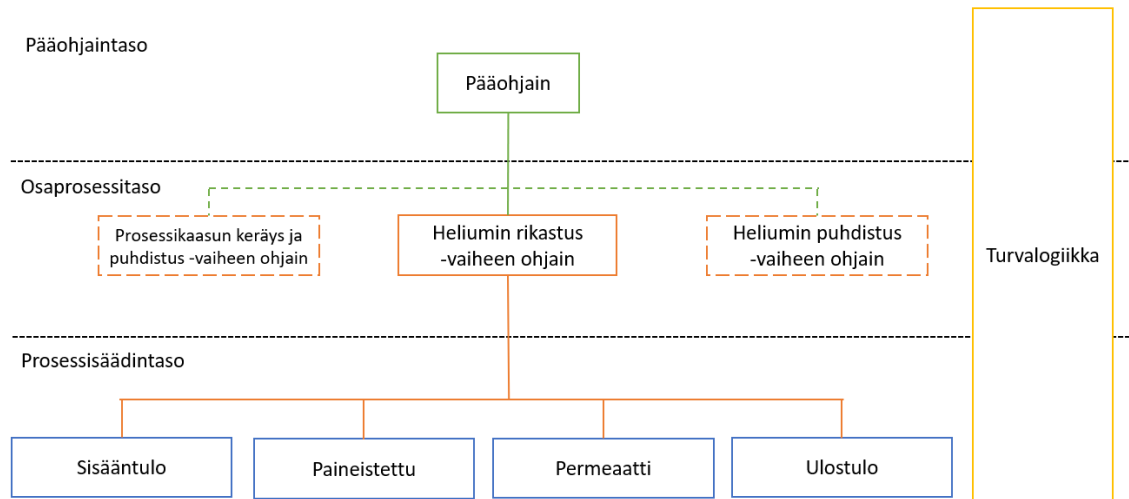 Pääohjaintaso
Pääohjain
Osaprosessitaso
Prosessikaasun keräys ja
puhdistus -vaiheen ohjain
Heliumin rikastus
-vaiheen ohjain
Heliumin puhdistus
-vaiheen ohjain
Turvalogiikka
Prosessisäädintaso
Sisääntulo
Paineistettu
Permeaatti
Ulostulo